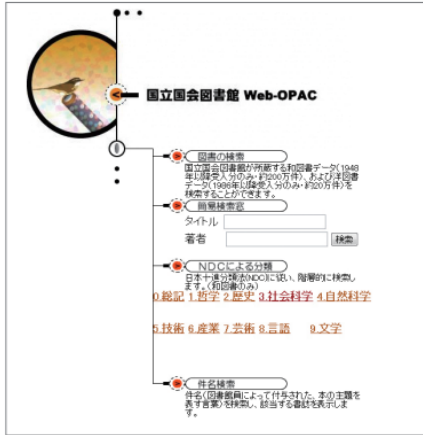 国立国会図書館 Web-OPAC
図書の検索
国立国会図書館が所蔵する和図書データ(1948
年以降受入分のみ・約200万件)、および洋図書
データ(1986年以降受入分のみ・約20万件)を
検索することができます。
簡易検索窓
タイトル
著者 検索
NDCによる分類
日本十進分類法(NDC)に従い、階層的に検索し
ます。(和図書のみ)
0.総記 1.哲学 2.歴史 3.社会科学 4.自然科学
5.技術 6.産業 7.芸術 8.言語 9.文学
件名検索
件名(図書館員によって付与された、本の主題を
表す言葉)を検索し、該当する書誌を表示しま
す。